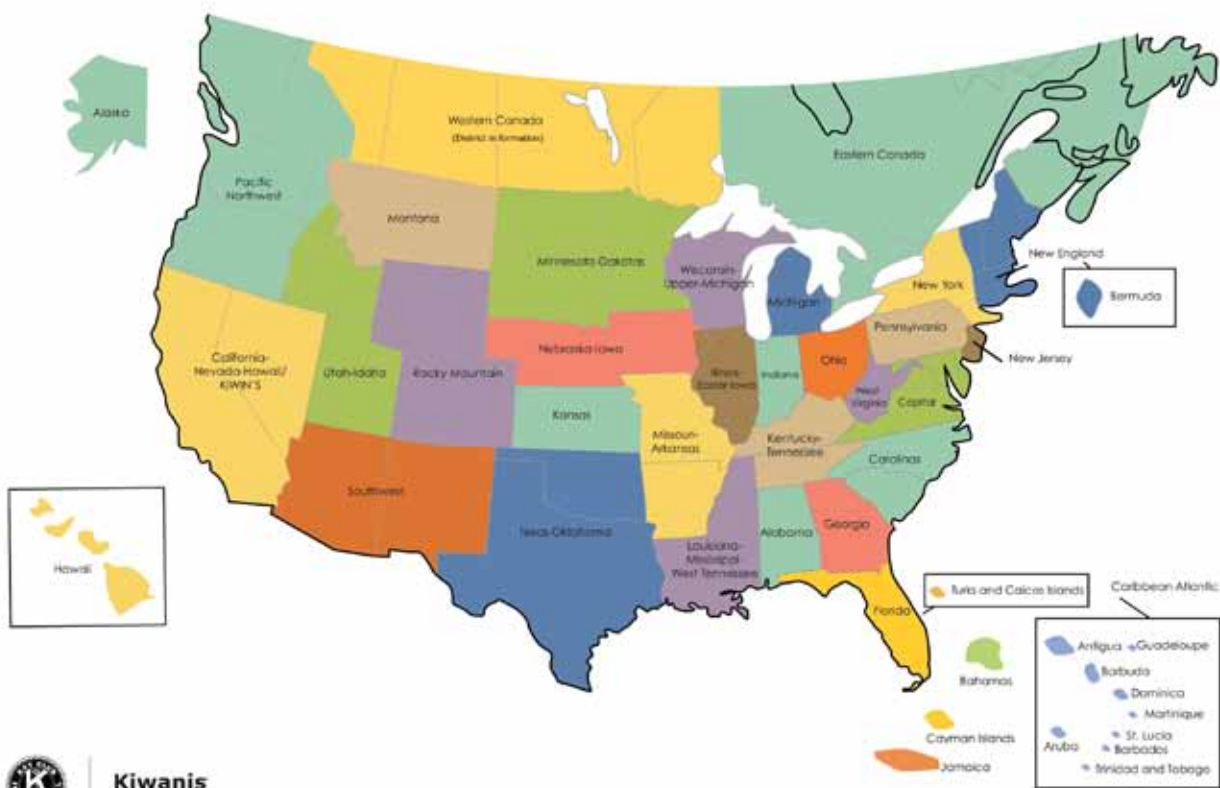 Alaska
Western Canada
(District in formation)
Eastern Canada
Pacific
Northwest
Montana
Minnesota-Dakotas
Wisconsin-
Upper-Michigan
Michigan
New York
New England
Bermuda
Pennsylvania
New Jersey
California-
Nevada-Hawaii/
KIWIN'S
Utah-Idaho
Rocky Mountain
Nebraska-Iowa
Illinois-
Eastern Iowa
Indiana
Ohio
West
Virginia
Capital
Kansas
Missouri-
Arkansas
Kentucky-
Tennessee
Carolinas
Southwest
Texas-Oklahoma
Louisiana-
Mississippi
West Tennessee
Alabama
Georgia
Hawaii
Florida
Turks and Caicos Islands
Caribbean Atlantic
Antigua
Guadeloupe
Barbuda
Dominica
Martinique
Aruba
St. Lucia
Barbados
Trinidad and Tobago
Bahamas
Cayman Islands
Jamaica
K
Kiwanis